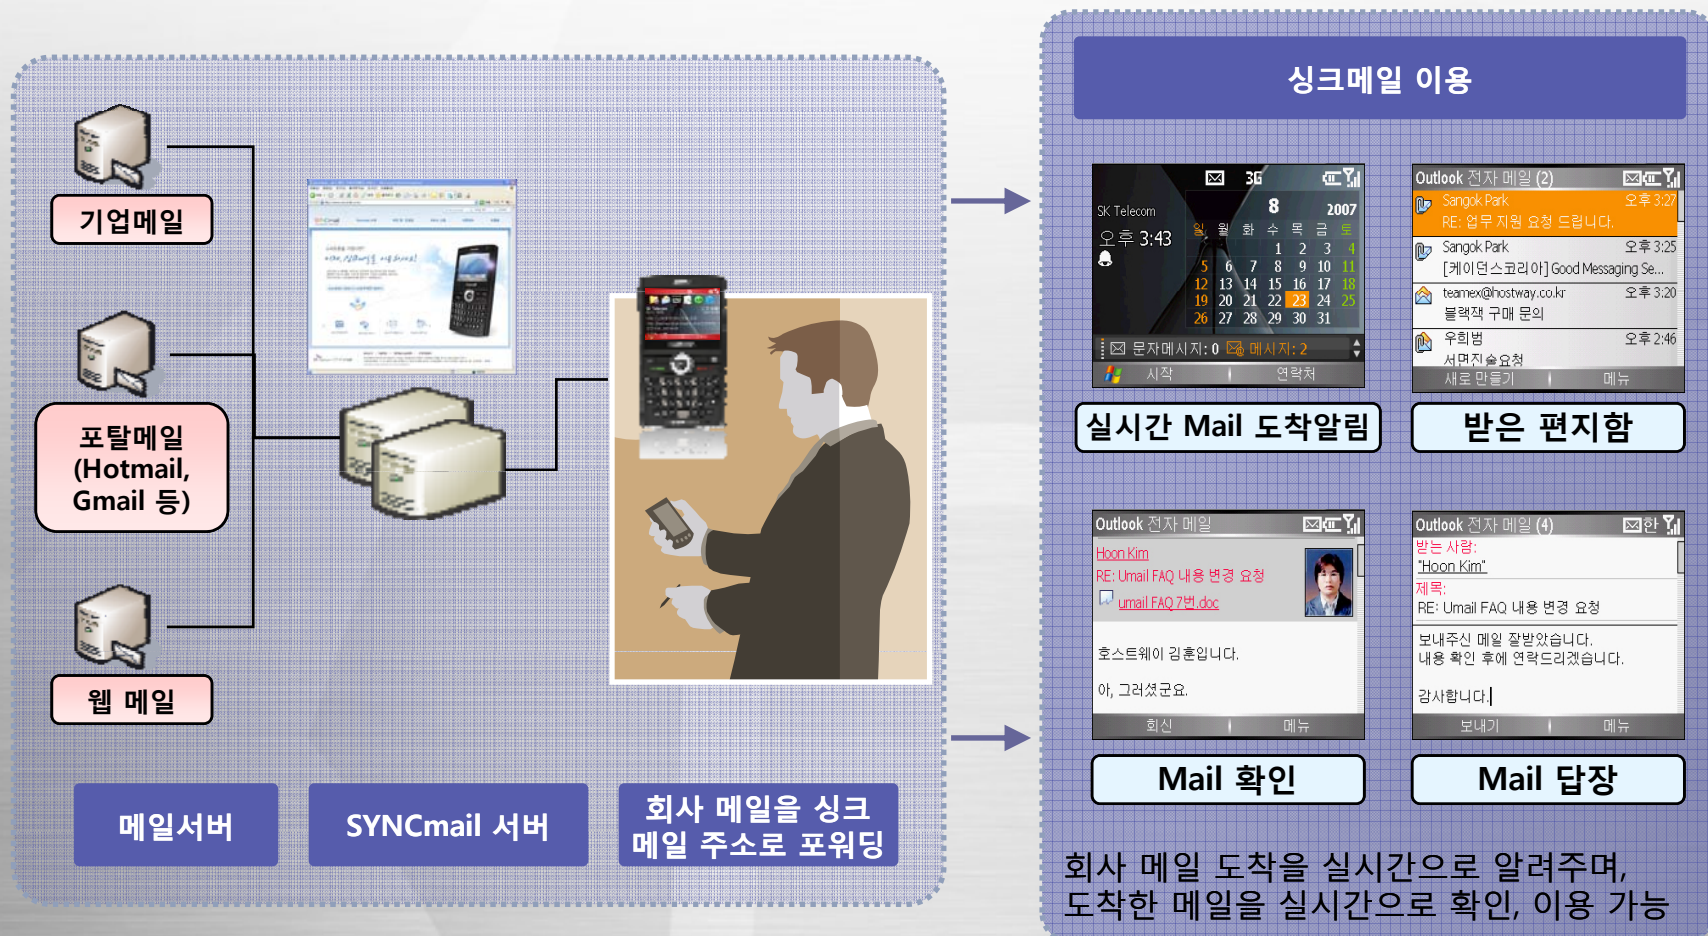 기업메일
포탈메일
(Hotmail,
Gmail 등)
웹 메일
메일서버
SYNCmail 서버
회사 메일을 싱크
메일 주소로 포워딩
싱크메일 이용
3G
SK Telecom
오후 3:43
8 2007
일 월 화 수 목 금 토
1 2 3 4
5 6 7 8 9 10 11
12 13 14 15 16 17 18
19 20 21 22 23 24 25
26 27 28 29 30 31
문자메시지: 0 메시지: 2
시작 연락처
실시간 Mail 도착알림
Outlook 전자 메일 (2)
Sangok Park 오후 3:27
RE: 업무 지원 요청 드립니다.
Sangok Park 오후 3:25
[케이던스코리아] Good Messaging Se...
teamex@hostway.co.kr 오후 3:20
블랙잭 구매 문의
우희범 오후 2:46
서면진술요청
새로 만들기 메뉴
받은 편지함
Outlook 전자 메일
Hoon Kim
RE: Umail FAQ 내용 변경 요청
umail FAQ 7번.doc
호스트웨이 김훈입니다.
아, 그러셨군요.
회신 메뉴
Mail 확인
Outlook 전자 메일 (4)
한
받는 사람:
"Hoon Kim"
제목:
RE: Umail FAQ 내용 변경 요청
보내주신 메일 잘받았습니다.
내용 확인 후에 연락드리겠습니다.
감사합니다.
보내기 메뉴
Mail 답장
회사 메일 도착을 실시간으로 알려주며,
도착한 메일을 실시간으로 확인, 이용 가능